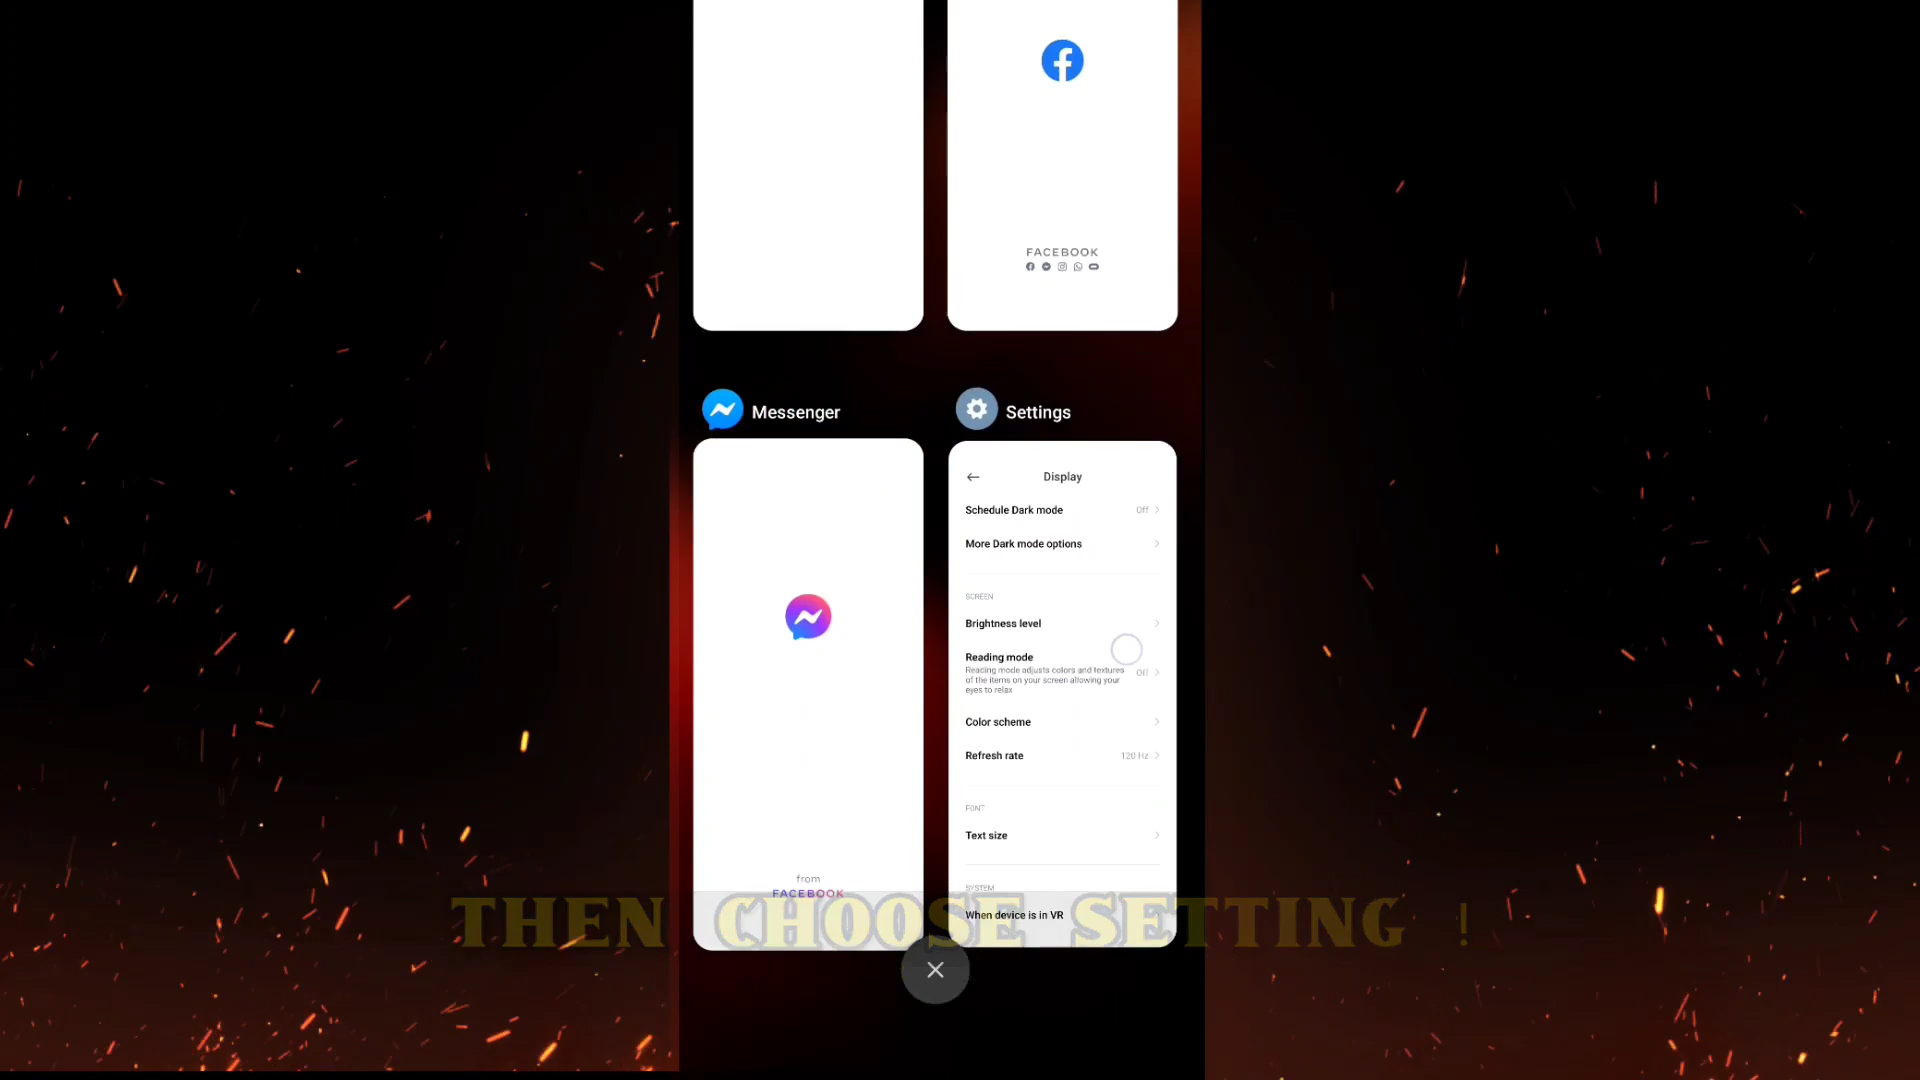 FACEBOOK
Messenger
Settings
Display
Schedule Dark mode Off
More Dark mode options
SCREEN
Brightness level
Reading mode
Reading mode adjusts colors and textures
of the items on your screen allowing your
eyes to relax
Off
Color scheme
Refresh rate 120 Hz
FONT
Text size
SYSTEM
When device is in VR
from
FACEBOOK
THEN CHOOSE SETTING !